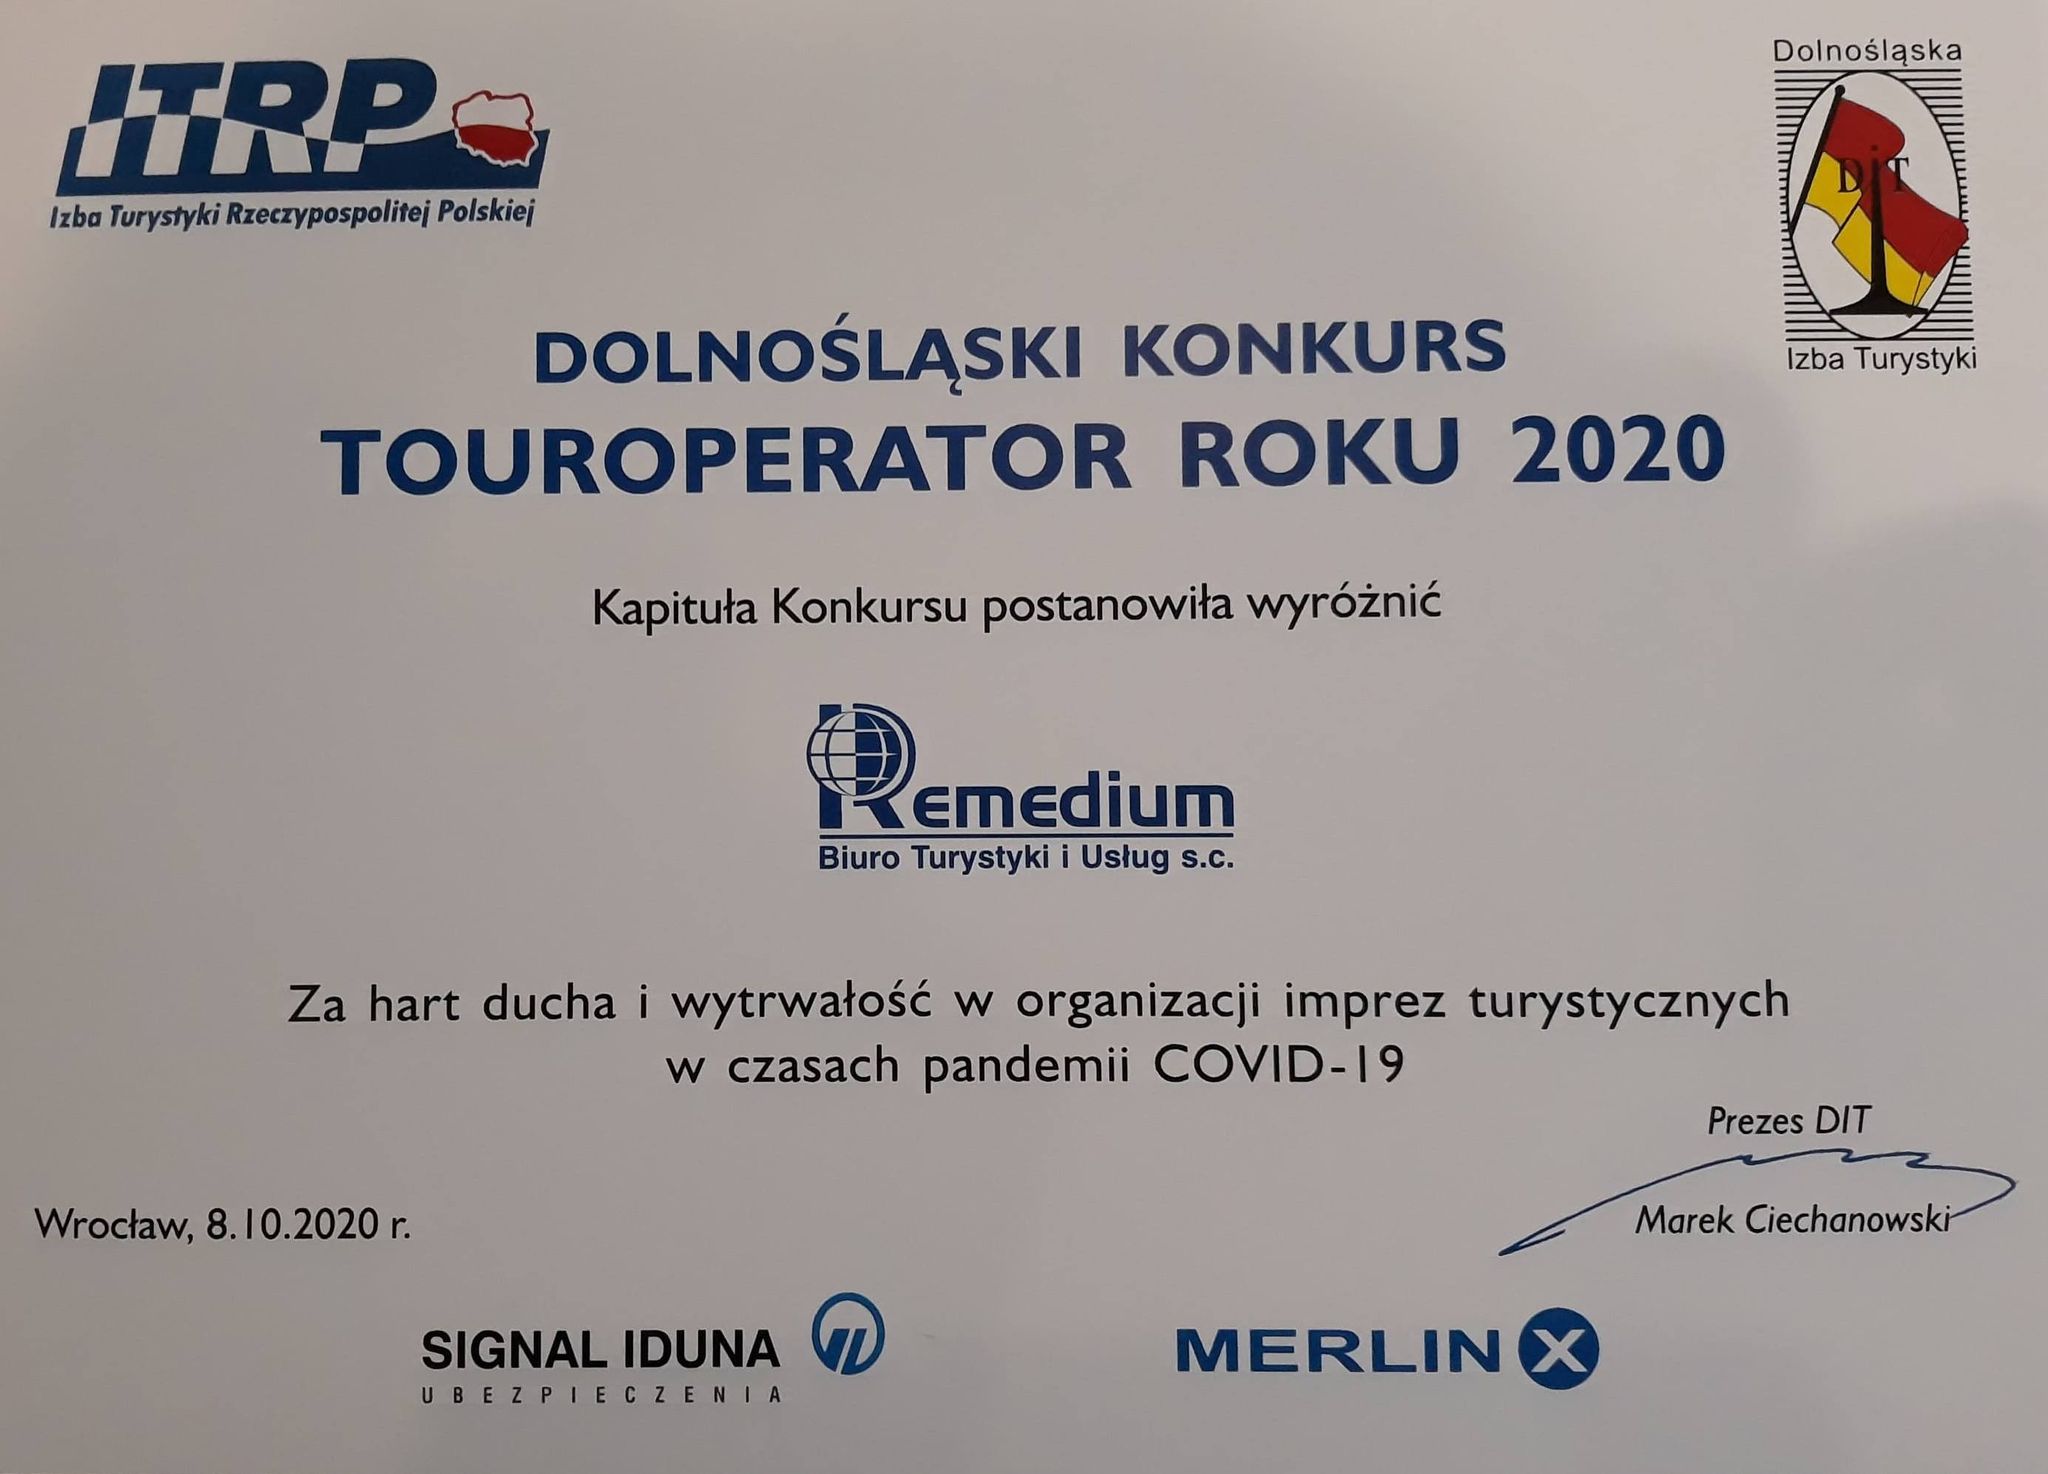 ITRP
Izba Turystyki Rzeczypospolitej Polskiej
Dolnośląska
DiT
Izba Turystyki
DOLNOŚLĄSKI KONKURS
TOUROPERATOR ROKU 2020
Kapituła Konkursu postanowiła wyróżnić
Remedium
Biuro Turystyki i Usług s.c.
Za hart ducha i wytrwałość w organizacji imprez turystycznych
w czasach pandemii COVID-19
Prezes DIT
Marek Ciechanowski
Wrocław, 8.10.2020 r.
SIGNAL IDUNA
UBEZPIECZENIA
MERLIN X